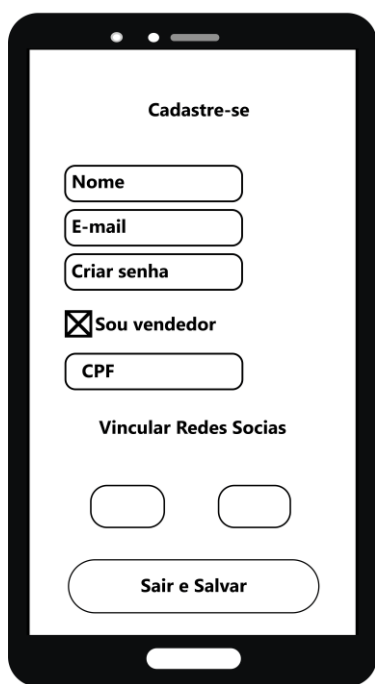 Cadastre-se
Nome
E-mail
Criar senha
Sou vendedor
CPF
Vincular Redes Socias
Sair e Salvar